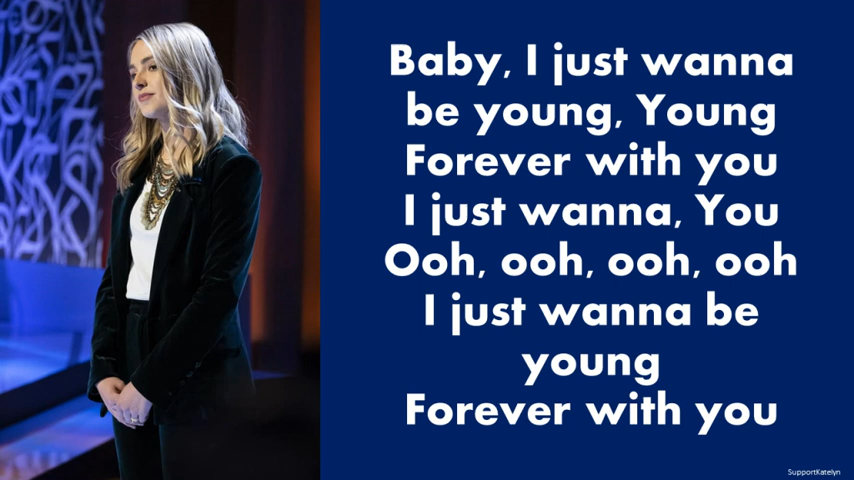 Baby, I just wanna
be young, Young
Forever with you
I just wanna, You
Ooh, ooh, ooh, ooh
I just wanna be
young
Forever with you
SupportKatelyn